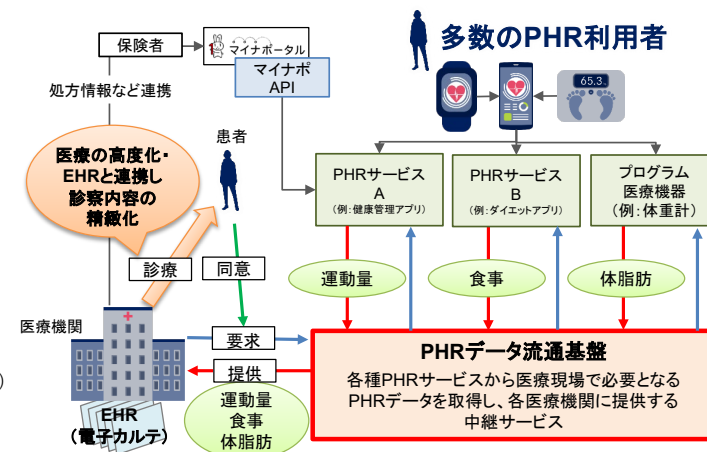 多数のPHR利用者
保険者
マイナポータル
マイナポ
API
処方情報など連携
65.3
医療の高度化・
EHRと連携し
診察内容の
精緻化
患者
PHRサービス
A
(例：健康管理アプリ)
PHRサービス
B
(例：ダイエットアプリ)
プログラム
医療機器
(例：体重計)
診療
同意
運動量
食事
体脂肪
医療機関
要求
提供
PHRデータ流通基盤
各種PHRサービスから医療現場で必要となる
PHRデータを取得し、各医療機関に提供する
中継サービス
)
運動量
食事
体脂肪
EHR
(電子カルテ)